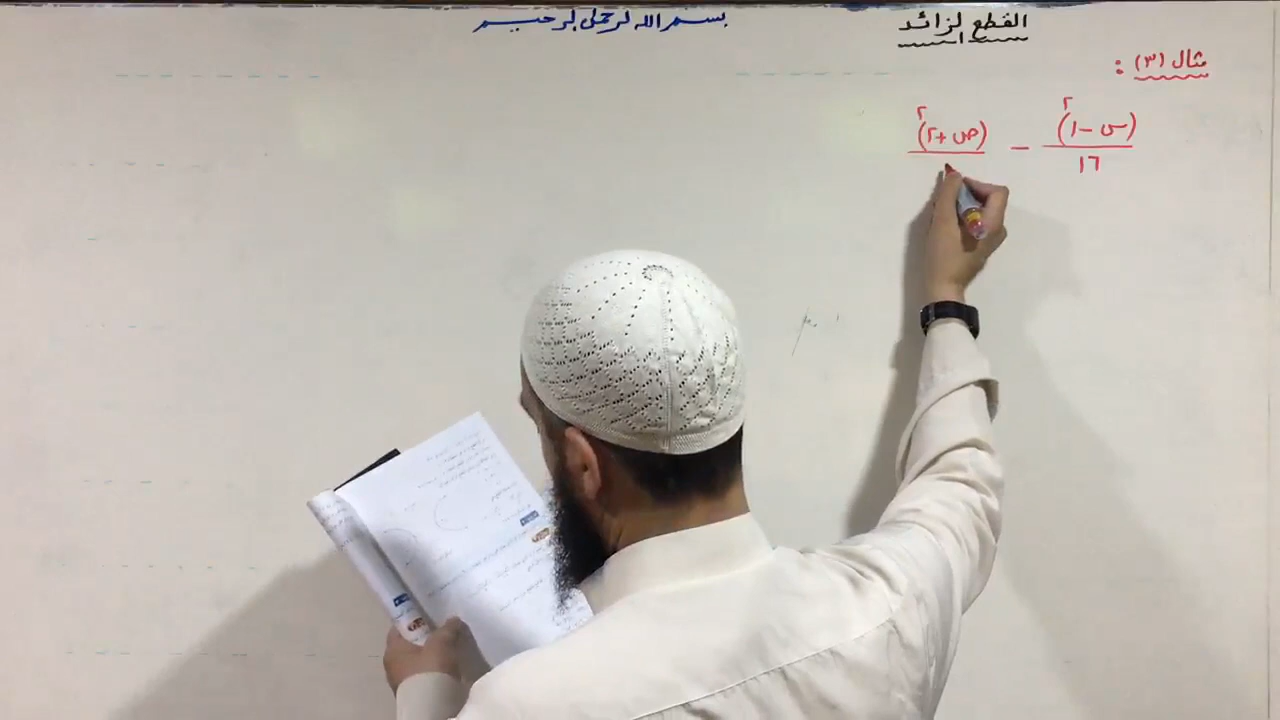 القطع الزائد
بسم الله الرحمن الرحيم
مثال (٣) :
(س - ١)^٢ / ١٦ - (ص + ٢)^٢ /